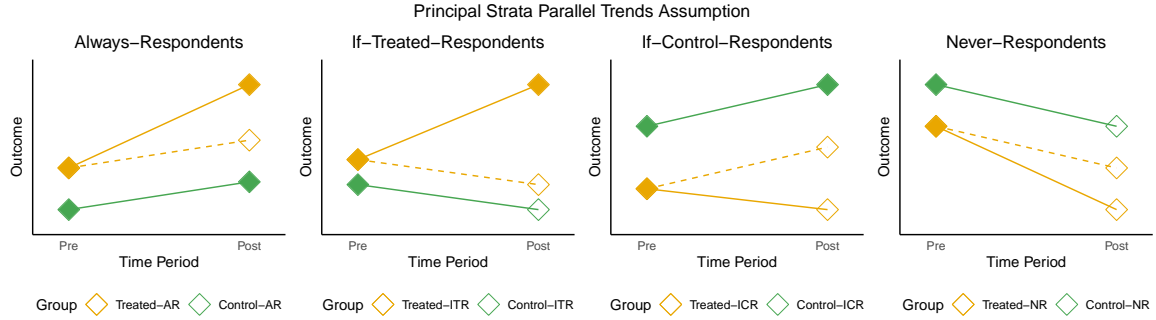 Principal Strata Parallel Trends Assumption
Always−Respondents
Outcome
Pre
Post
Time Period
Group Treated−AR Control−AR
If−Treated−Respondents
Outcome
Pre
Post
Time Period
Group Treated−ITR Control−ITR
If−Control−Respondents
Outcome
Pre
Post
Time Period
Group Treated−ICR Control−ICR
Never−Respondents
Outcome
Pre
Post
Time Period
Group Treated−NR Control−NR